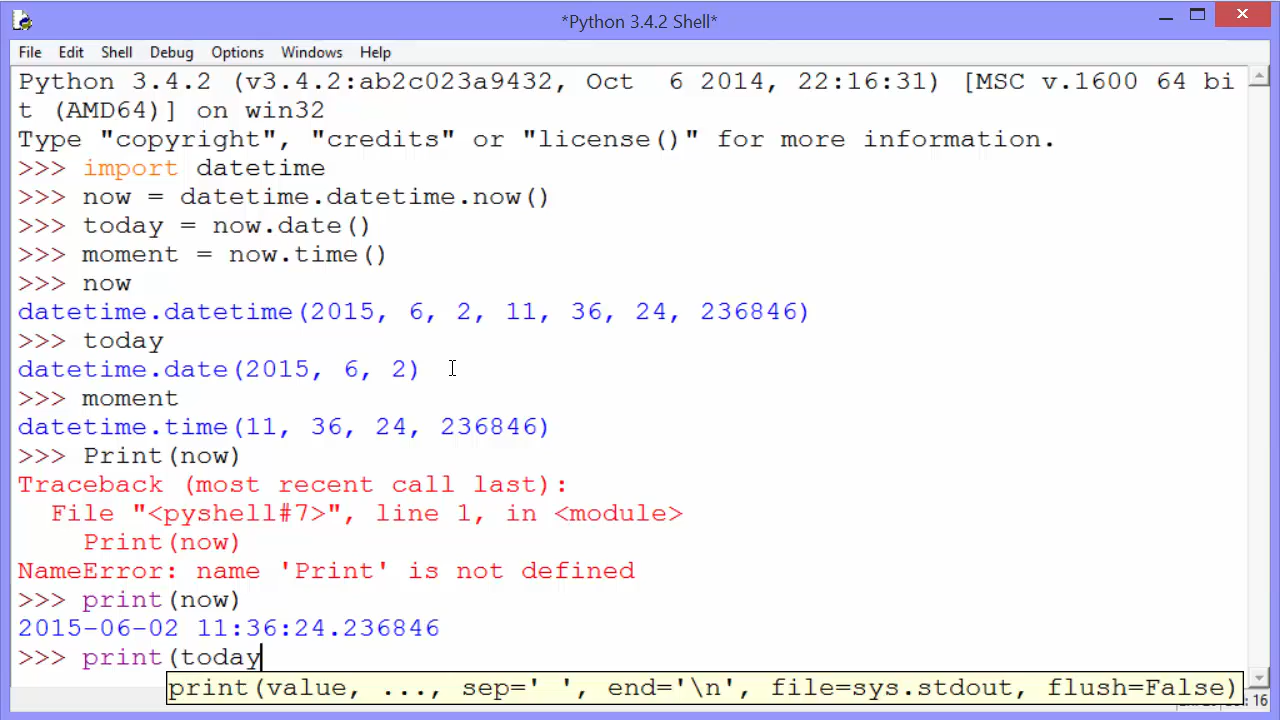 *Python 3.4.2 Shell*
File Edit Shell Debug Options Windows Help
Python 3.4.2 (v3.4.2:ab2c023a9432, Oct  6 2014, 22:16:31) [MSC v.1600 64 bi
t (AMD64)] on win32
Type "copyright", "credits" or "license()" for more information.
>>> import datetime
>>> now = datetime.datetime.now()
>>> today = now.date()
>>> moment = now.time()
>>> now
datetime.datetime(2015, 6, 2, 11, 36, 24, 236846)
>>> today
datetime.date(2015, 6, 2)
>>> moment
datetime.time(11, 36, 24, 236846)
>>> Print(now)
Traceback (most recent call last):
  File "<pyshell#7>", line 1, in <module>
    Print(now)
NameError: name 'Print' is not defined
>>> print(now)
2015-06-02 11:36:24.236846
>>> print(today
print(value, ..., sep=' ', end='\n', file=sys.stdout, flush=False)
: 16